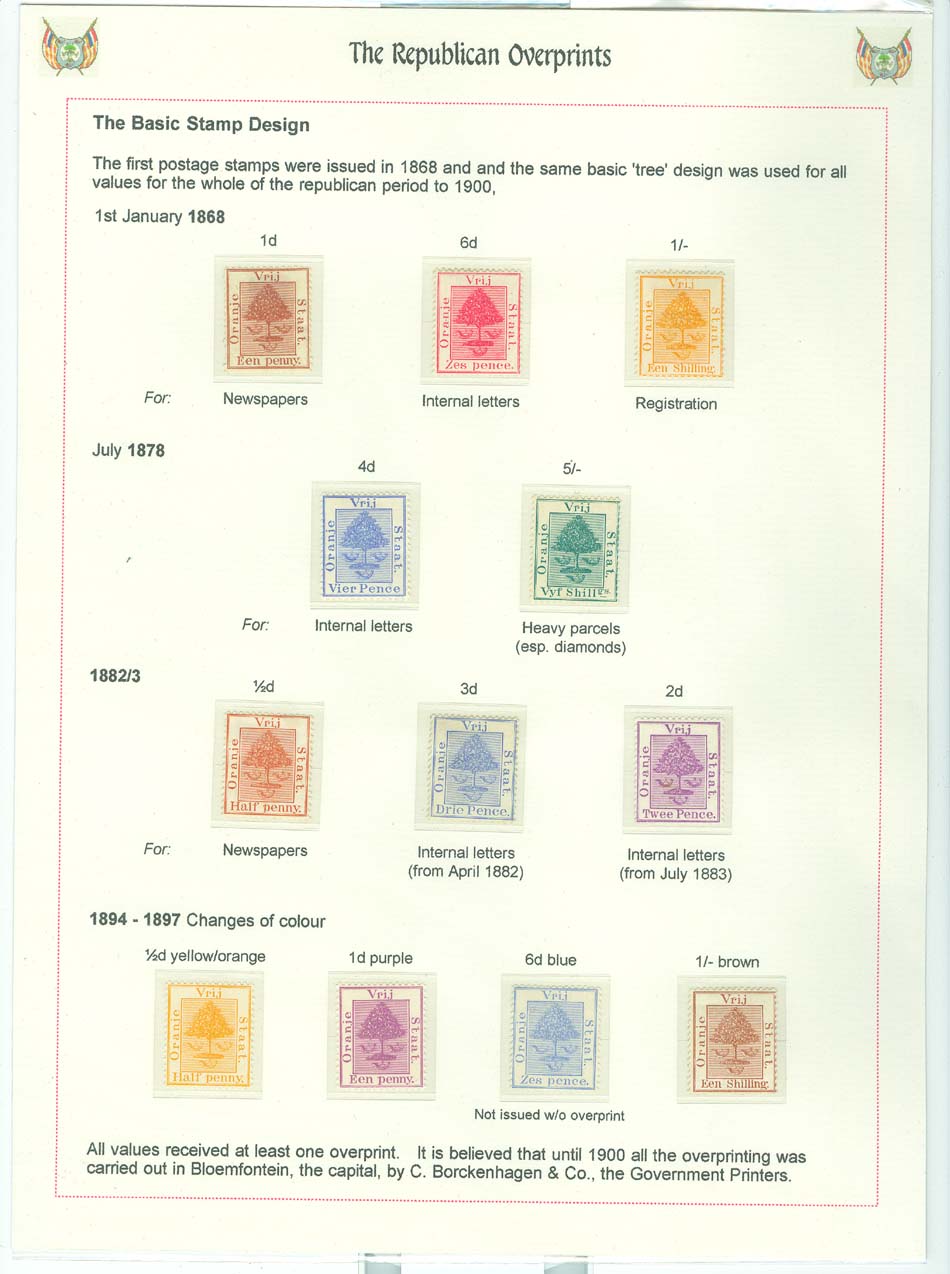 The Republican Overprints
The Basic Stamp Design
The first postage stamps were issued in 1868 and and the same basic 'tree' design was used for all
values for the whole of the republican period to 1900,
1st January 1868
1d 6d 1/-
Vrij Oranje Staat. Een penny.
Vrij Oranje Staat. Zes pence.
Vrij Oranje Staat Een Shilling.
For: Newspapers Internal letters Registration
July 1878
4d 5/-
Vrij Oranje Staat. Vier Pence
Vrij Oranje Staat. Vyf Shillgs.
For: Internal letters Heavy parcels
(esp. diamonds)
1882/3
½d 3d 2d
Vrij Oranje Staat. Half penny.
Vrij Oranje Staat. Drie Pence.
Vrij Oranje Staat. Twee Pence.
For: Newspapers Internal letters Internal letters
(from April 1882) (from July 1883)
1894 - 1897 Changes of colour
½d yellow/orange 1d purple 6d blue 1/- brown
Vrij Oranje Staat. Half penny.
Vrij Oranje Staat. Een penny.
Vrij Oranje Staat. Zes pence.
Vrij Oranje Staat. Een Shilling.
Not issued w/o overprint
All values received at least one overprint. It is believed that until 1900 all the overprinting was
carried out in Bloemfontein, the capital, by C. Borckenhagen & Co., the Government Printers.